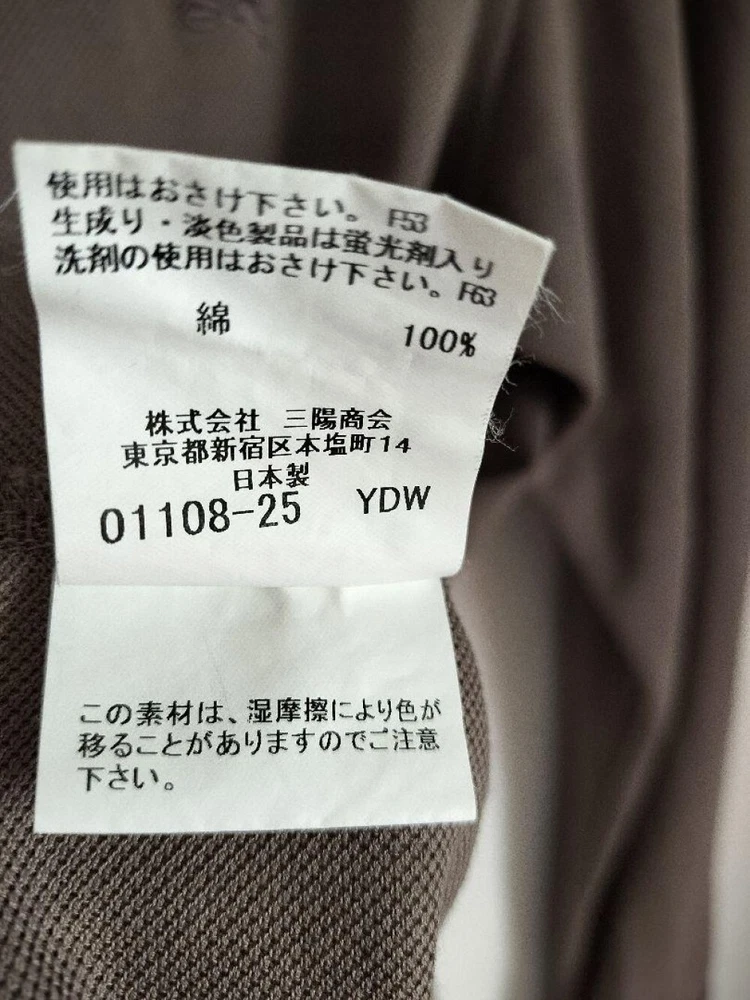 使用はおさけ下さい。 F53
生成り・淡色製品は蛍光剤入り
洗剤の使用はおさけ下さい。F63
綿 100%
株式会社 三陽商会
東京都新宿区本塩町14
日本製
01108-25 YDW
この素材は、湿摩擦により色が
移ることがありますのでご注意
下さい。